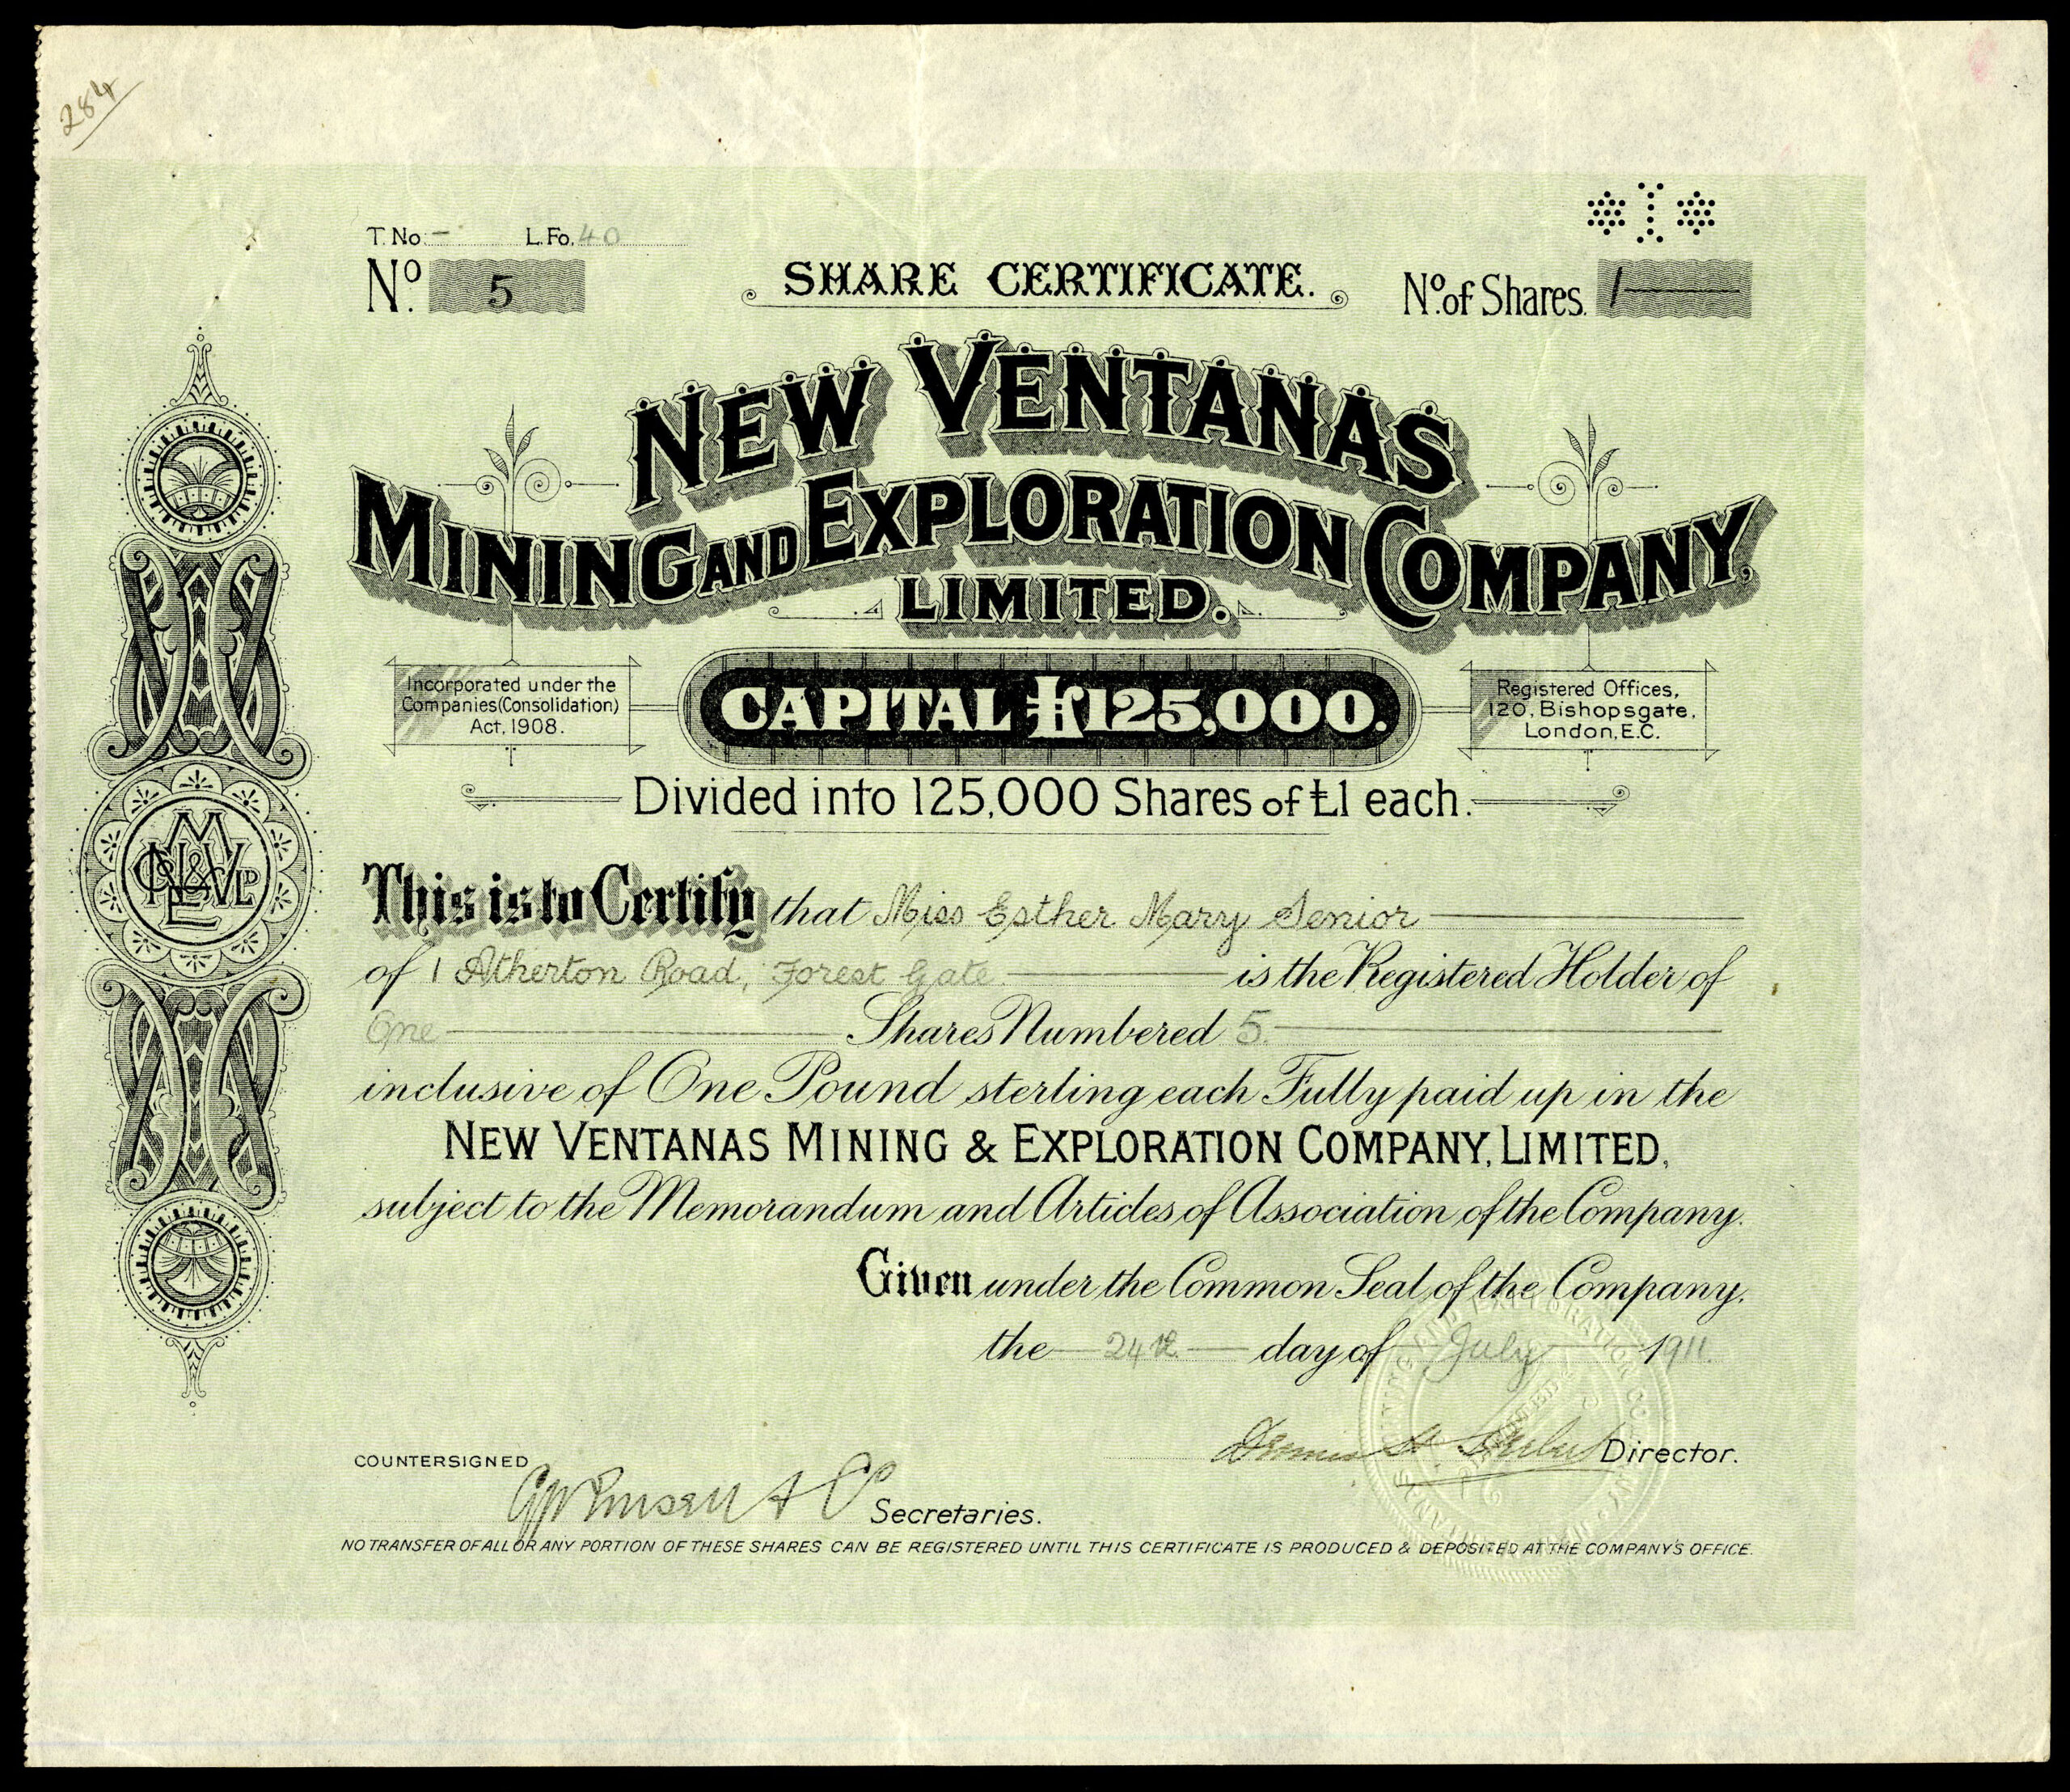 284
T. No. - L. Fo. 40
No. 5
SHARE CERTIFICATE.
No. of Shares. 1
NEW VENTANAS
MINING AND EXPLORATION COMPANY,
LIMITED.
Incorporated under the
Companies (Consolidation)
Act, 1908.
CAPITAL £125,000.
Registered Offices,
120, Bishopsgate,
London, E.C.
Divided into 125,000 Shares of £1 each.
This is to Certify that Miss Esther Mary Senior
of 1 Atherton Road, Forest Gate is the Registered Holder of
One Shares Numbered 5.
inclusive of One Pound sterling each Fully paid up in the
NEW VENTANAS MINING & EXPLORATION COMPANY, LIMITED,
subject to the Memorandum and Articles of Association of the Company.
Given under the Common Seal of the Company,
the 24th day of July 1911.
Director.
COUNTERSIGNED
Secretaries.
NO TRANSFER OF ALL OR ANY PORTION OF THESE SHARES CAN BE REGISTERED UNTIL THIS CERTIFICATE IS PRODUCED & DEPOSITED AT THE COMPANY'S OFFICE.